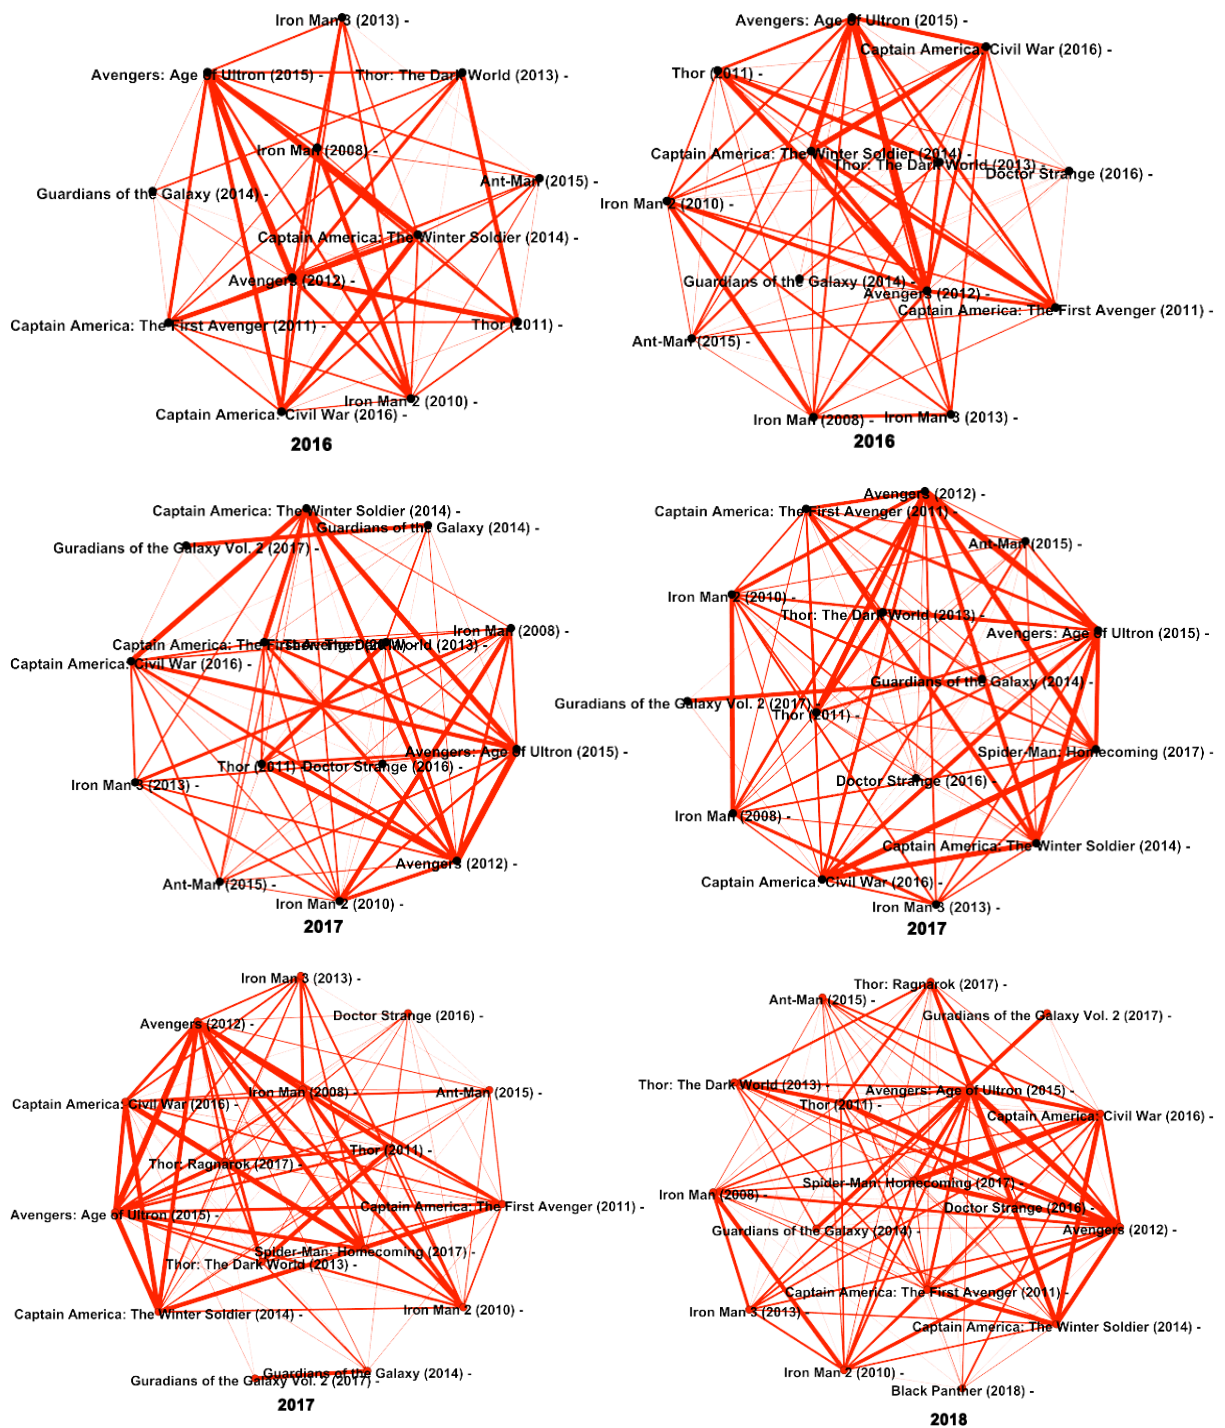 Iron Man 3 (2013) -
Avengers: Age of Ultron (2015) -
Thor: The Dark World (2013) -
Iron Man (2008) -
Ant-Man (2015) -
Guardians of the Galaxy (2014) -
Captain America: The Winter Soldier (2014) -
Avengers (2012) -
Captain America: The First Avenger (2011) -
Thor (2011) -
Iron Man 2 (2010) -
Captain America: Civil War (2016) -
2016
Avengers: Age of Ultron (2015) -
Captain America: Civil War (2016) -
Thor (2011) -
Captain America: The Winter Soldier (2014) -
Thor: The Dark World (2013) -
Doctor Strange (2016) -
Iron Man 2 (2010) -
Guardians of the Galaxy (2014) -
Avengers (2012) -
Captain America: The First Avenger (2011) -
Ant-Man (2015) -
Iron Man (2008) -
Iron Man 3 (2013) -
2016
Captain America: The Winter Soldier (2014) -
Guardians of the Galaxy (2014) -
Guradians of the Galaxy Vol. 2 (2017) -
Iron Man (2008) -
Captain America: The First Avenger (2011) -
Thor: The Dark World (2013) -
Captain America: Civil War (2016) -
Avengers: Age of Ultron (2015) -
Thor (2011) -
Doctor Strange (2016) -
Iron Man 3 (2013) -
Avengers (2012) -
Ant-Man (2015) -
Iron Man 2 (2010) -
2017
Avengers (2012) -
Captain America: The First Avenger (2011) -
Ant-Man (2015) -
Iron Man 2 (2010) -
Thor: The Dark World (2013) -
Avengers: Age of Ultron (2015) -
Guardians of the Galaxy (2014) -
Guradians of the Galaxy Vol. 2 (2017) -
Thor (2011) -
Spider-Man: Homecoming (2017) -
Doctor Strange (2016) -
Iron Man (2008) -
Captain America: The Winter Soldier (2014) -
Captain America: Civil War (2016) -
Iron Man 3 (2013) -
2017
Iron Man 3 (2013) -
Doctor Strange (2016) -
Avengers (2012) -
Iron Man (2008) -
Ant-Man (2015) -
Captain America: Civil War (2016) -
Thor (2011) -
Thor: Ragnarok (2017) -
Captain America: The First Avenger (2011) -
Avengers: Age of Ultron (2015) -
Spider-Man: Homecoming (2017) -
Thor: The Dark World (2013) -
Iron Man 2 (2010) -
Captain America: The Winter Soldier (2014) -
Guardians of the Galaxy (2014) -
Guradians of the Galaxy Vol. 2 (2017) -
2017
Thor: Ragnarok (2017) -
Ant-Man (2015) -
Guradians of the Galaxy Vol. 2 (2017) -
Thor: The Dark World (2013) -
Avengers: Age of Ultron (2015) -
Thor (2011) -
Captain America: Civil War (2016) -
Spider-Man: Homecoming (2017) -
Iron Man (2008) -
Doctor Strange (2016) -
Guardians of the Galaxy (2014) -
Avengers (2012) -
Captain America: The First Avenger (2011) -
Iron Man 3 (2013) -
Captain America: The Winter Soldier (2014) -
Iron Man 2 (2010) -
Black Panther (2018) -
2018